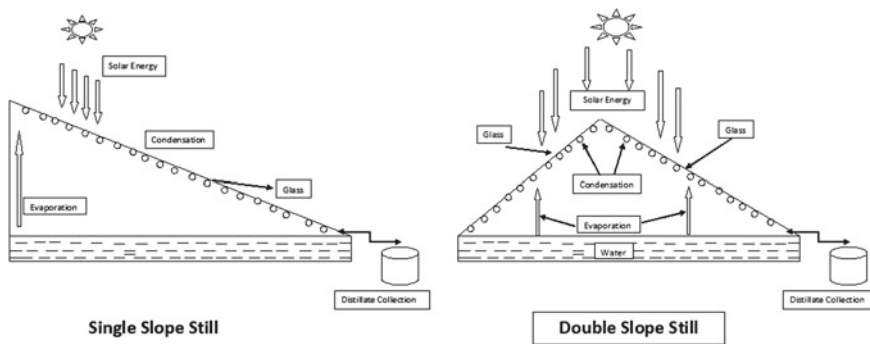 Solar Energy
Condensation
Glass
Evaporation
Distillate Collection
Single Slope Still
Solar Energy
Glass
Glass
Condensation
Evaporation
Water
Distillate Collection
Double Slope Still